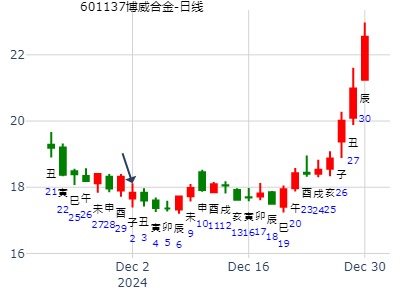 601137博威合金-日线
22
20
18
16
丑
21
寅
22
巳
25
午
26
未
27
申
28
酉
29
子
2
丑
3
寅
4
卯
5
辰
6
未
9
申
10
酉
11
戌
12
亥
13
子
16
卯
17
辰
18
巳
19
午
20
酉
23
戌
24
亥
25
子
26
丑
27
辰
30
Dec 2
2024
Dec 16
Dec 30